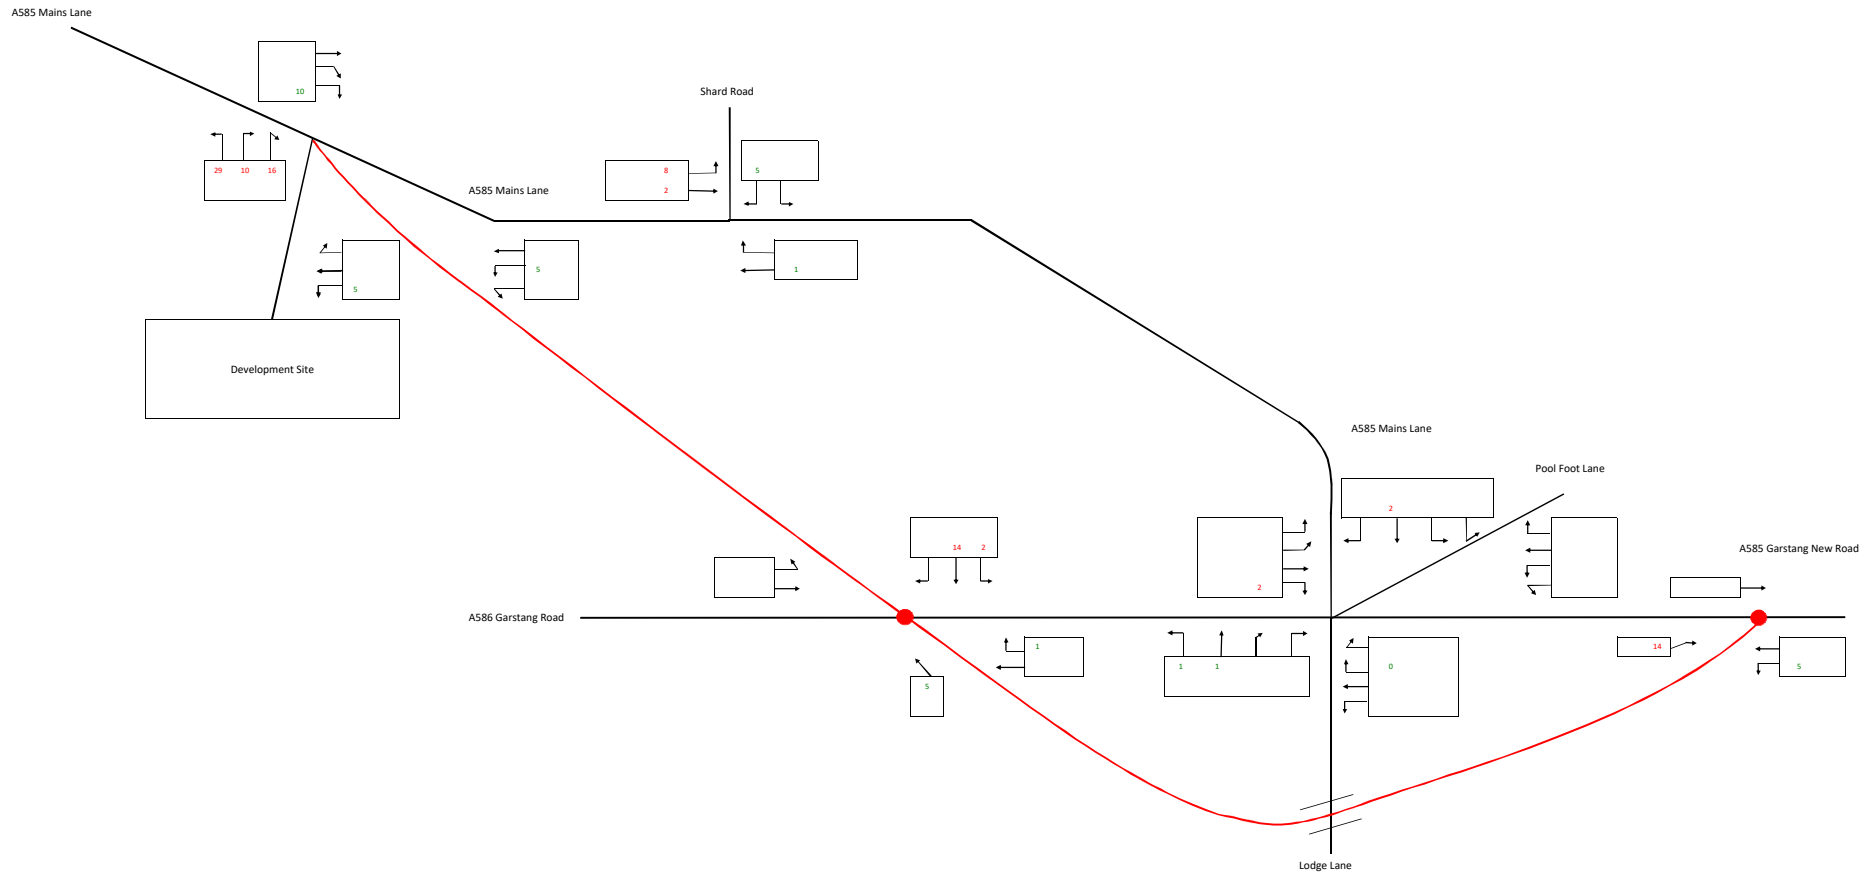 A585 Mains Lane
10
Shard Road
29 10 16
8
2
5
A585 Mains Lane
5
5
1
Development Site
A585 Mains Lane
Pool Foot Lane
2
14 2
2
A585 Garstang New Road
A586 Garstang Road
1
1 1
0
14
5
5
Lodge Lane